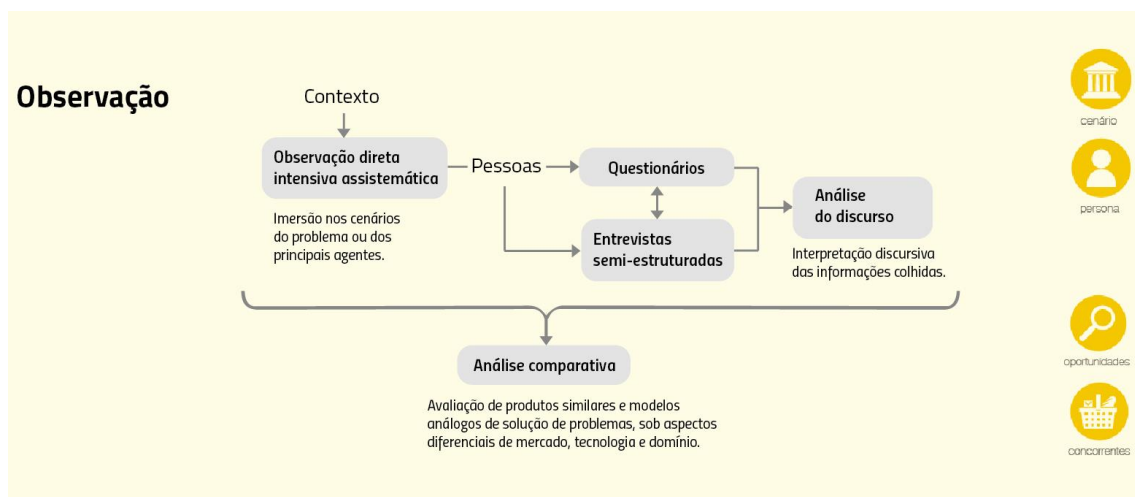 Observação
Contexto
Observação direta
intensiva assistemática
Imersão nos cenários
do problema ou dos
principais agentes.
Pessoas
Questionários
Entrevistas
semi-estruturadas
Análise
do discurso
Interpretação discursiva
das informações colhidas.
Análise comparativa
Avaliação de produtos similares e modelos
análogos de solução de problemas, sob aspectos
diferenciais de mercado, tecnologia e domínio.
cenário
persona
oportunidades
concorrentes